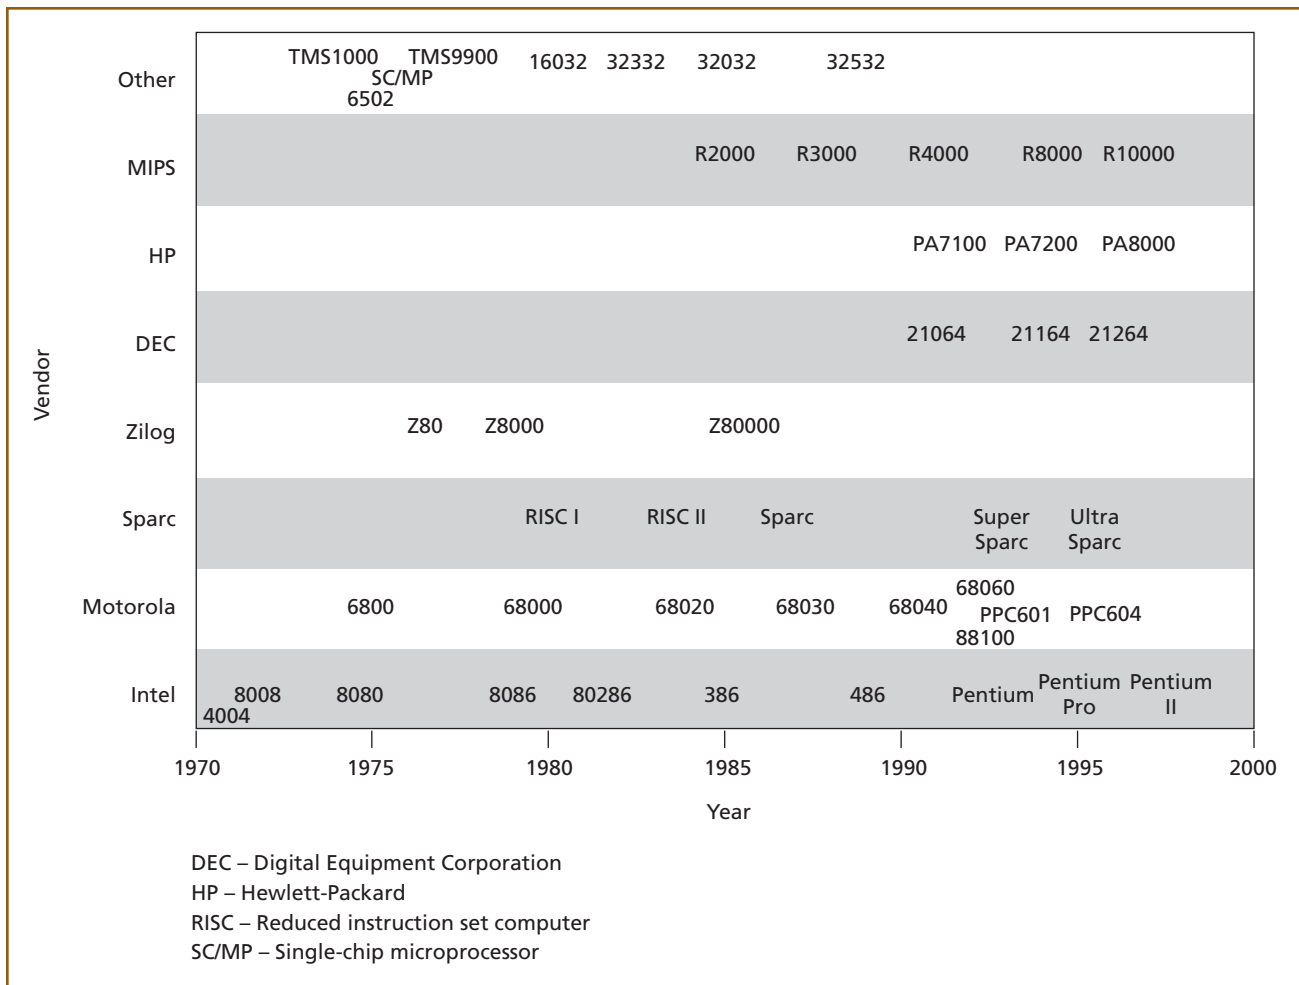 TMS1000 TMS9900 16032 32332 32032 32532
Other SC/MP
6502
MIPS R2000 R3000 R4000 R8000 R10000
HP PA7100 PA7200 PA8000
DEC 21064 21164 21264
Vendor
Zilog Z80 Z8000 Z80000
Sparc RISC I RISC II Sparc Super Ultra
Sparc Sparc
68060
Motorola 6800 68000 68020 68030 68040 PPC601 PPC604
88100
Intel 8008 8080 8086 80286 386 486 Pentium Pentium Pentium
4004 Pro II
1970 1975 1980 1985 1990 1995 2000
Year
DEC – Digital Equipment Corporation
HP – Hewlett-Packard
RISC – Reduced instruction set computer
SC/MP – Single-chip microprocessor